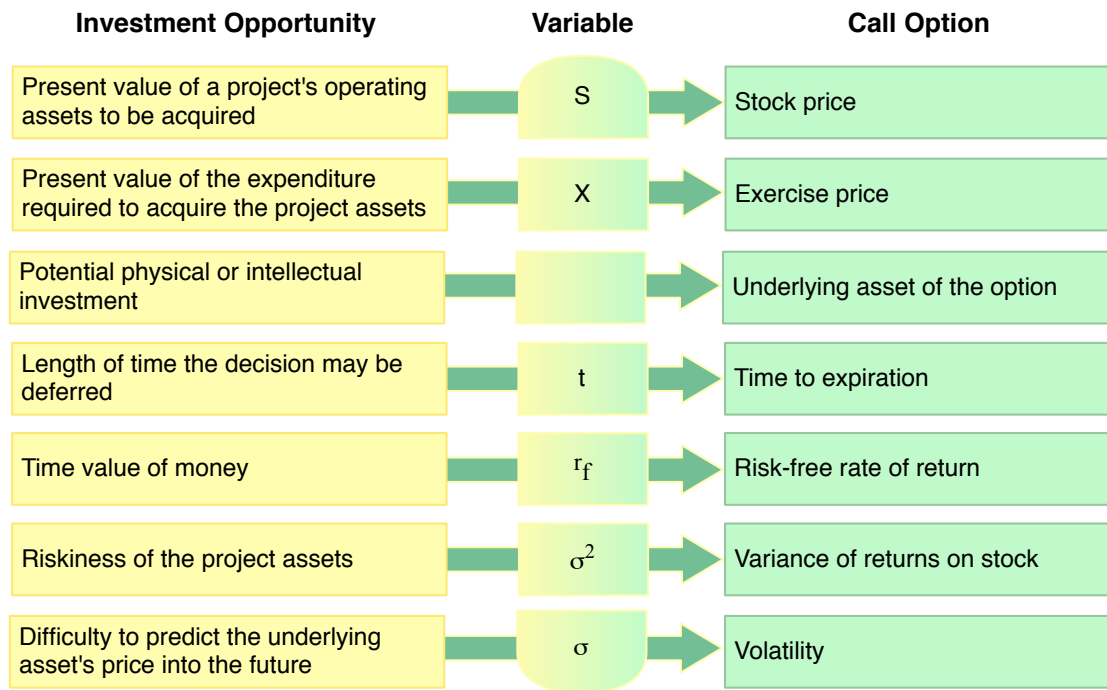 Investment Opportunity Variable Call Option
Present value of a project's operating
assets to be acquired
S
Stock price
Present value of the expenditure
required to acquire the project assets
X
Exercise price
Potential physical or intellectual
investment
Underlying asset of the option
Length of time the decision may be
deferred
t
Time to expiration
Time value of money
rf
Risk-free rate of return
Riskiness of the project assets
σ²
Variance of returns on stock
Difficulty to predict the underlying
asset's price into the future
σ
Volatility